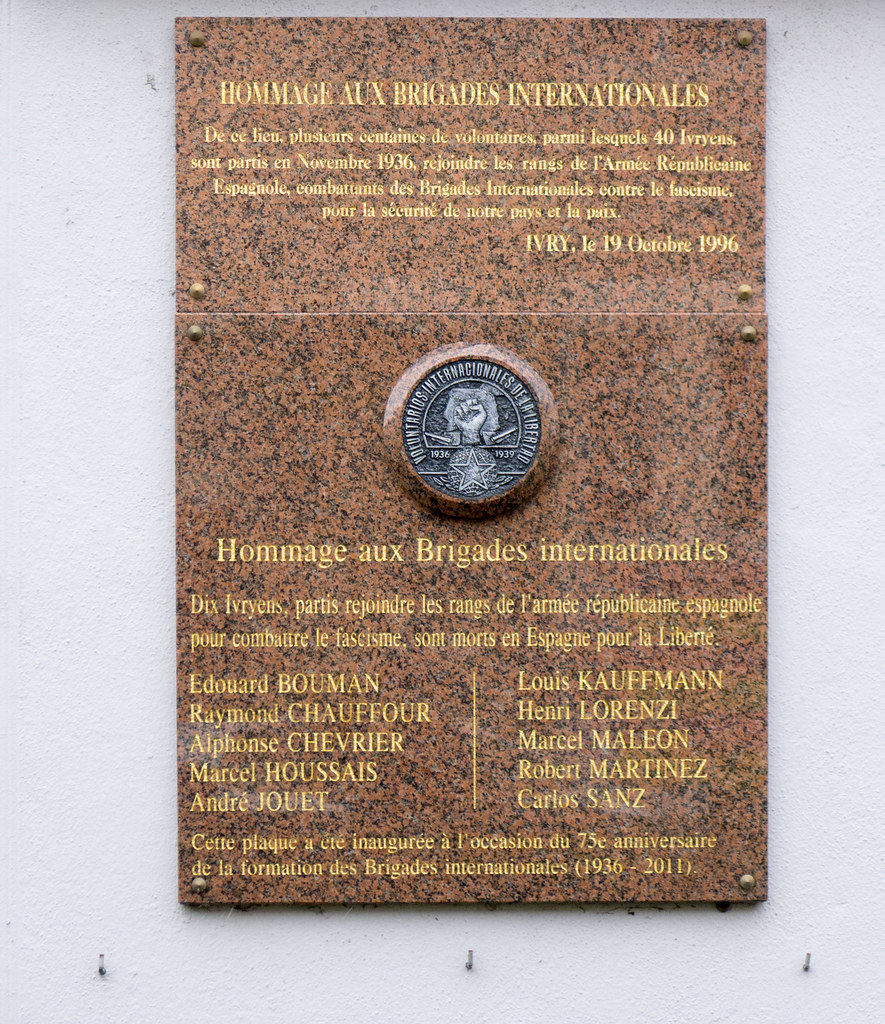 HOMMAGE AUX BRIGADES INTERNATIONALES
De ce lieu, plusieurs centaines de volontaires, parmi lesquels 40 Ivryens,
sont partis en Novembre 1936, rejoindre les rangs de l'Armée Républicaine
Espagnole, combattants des Brigades Internationales contre le fascisme,
pour la sécurité de notre pays et la paix.
IVRY, le 19 Octobre 1996
VOLUNTARIOS INTERNACIONALES DE LA LIBERTAD
1936 1939
Hommage aux Brigades internationales
Dix Ivryens, partis rejoindre les rangs de l'armée républicaine espagnole
pour combattre le fascisme, sont morts en Espagne pour la Liberté.
Edouard BOUMAN
Raymond CHAUFFOUR
Alphonse CHEVRIER
Marcel HOUSSAIS
André JOUET
Louis KAUFFMANN
Henri LORENZI
Marcel MALEON
Robert MARTINEZ
Carlos SANZ
Cette plaque a été inaugurée à l'occasion du 75e anniversaire
de la formation des Brigades internationales (1936 - 2011).